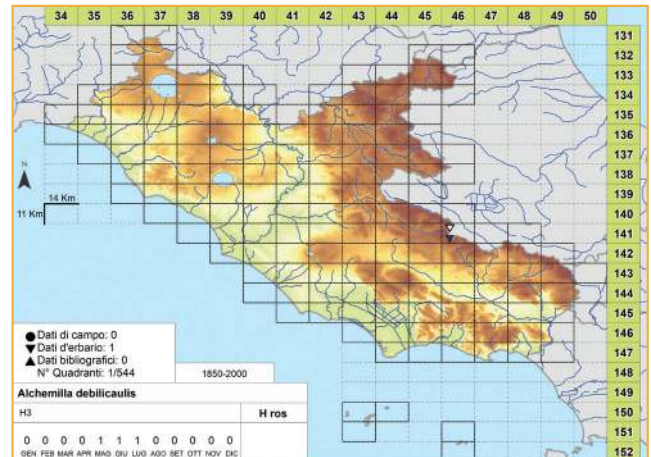 34 35 36 37 38 39 40 41 42 43 44 45 46 47 48 49 50
131
132
133
134
135
136
137
138
139
140
141
142
143
144
145
146
147
148
149
150
151
152
N
14 Km
11 Km
Dati di campo: 0
Dati d'erbario: 1
Dati bibliografici: 0
N° Quadranti: 1/544
1850-2000
Alchemilla debilicaulis
H3 H ros
0 0 0 0 1 1 1 0 0 0 0 0
GEN FEB MAR APR MAG GIU LUG AGO SET OTT NOV DIC